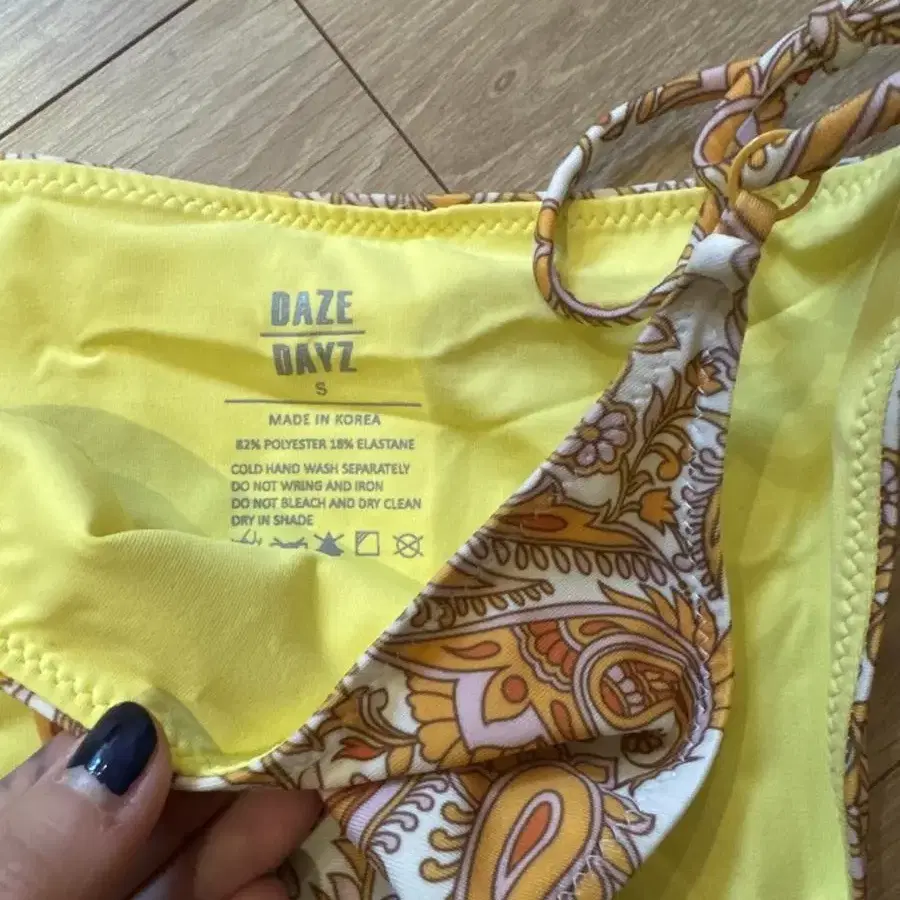 DAZE
DAYZ
S
MADE IN KOREA
82% POLYESTER 18% ELASTANE
COLD HAND WASH SEPARATELY
DO NOT WRING AND IRON
DO NOT BLEACH AND DRY CLEAN
DRY IN SHADE